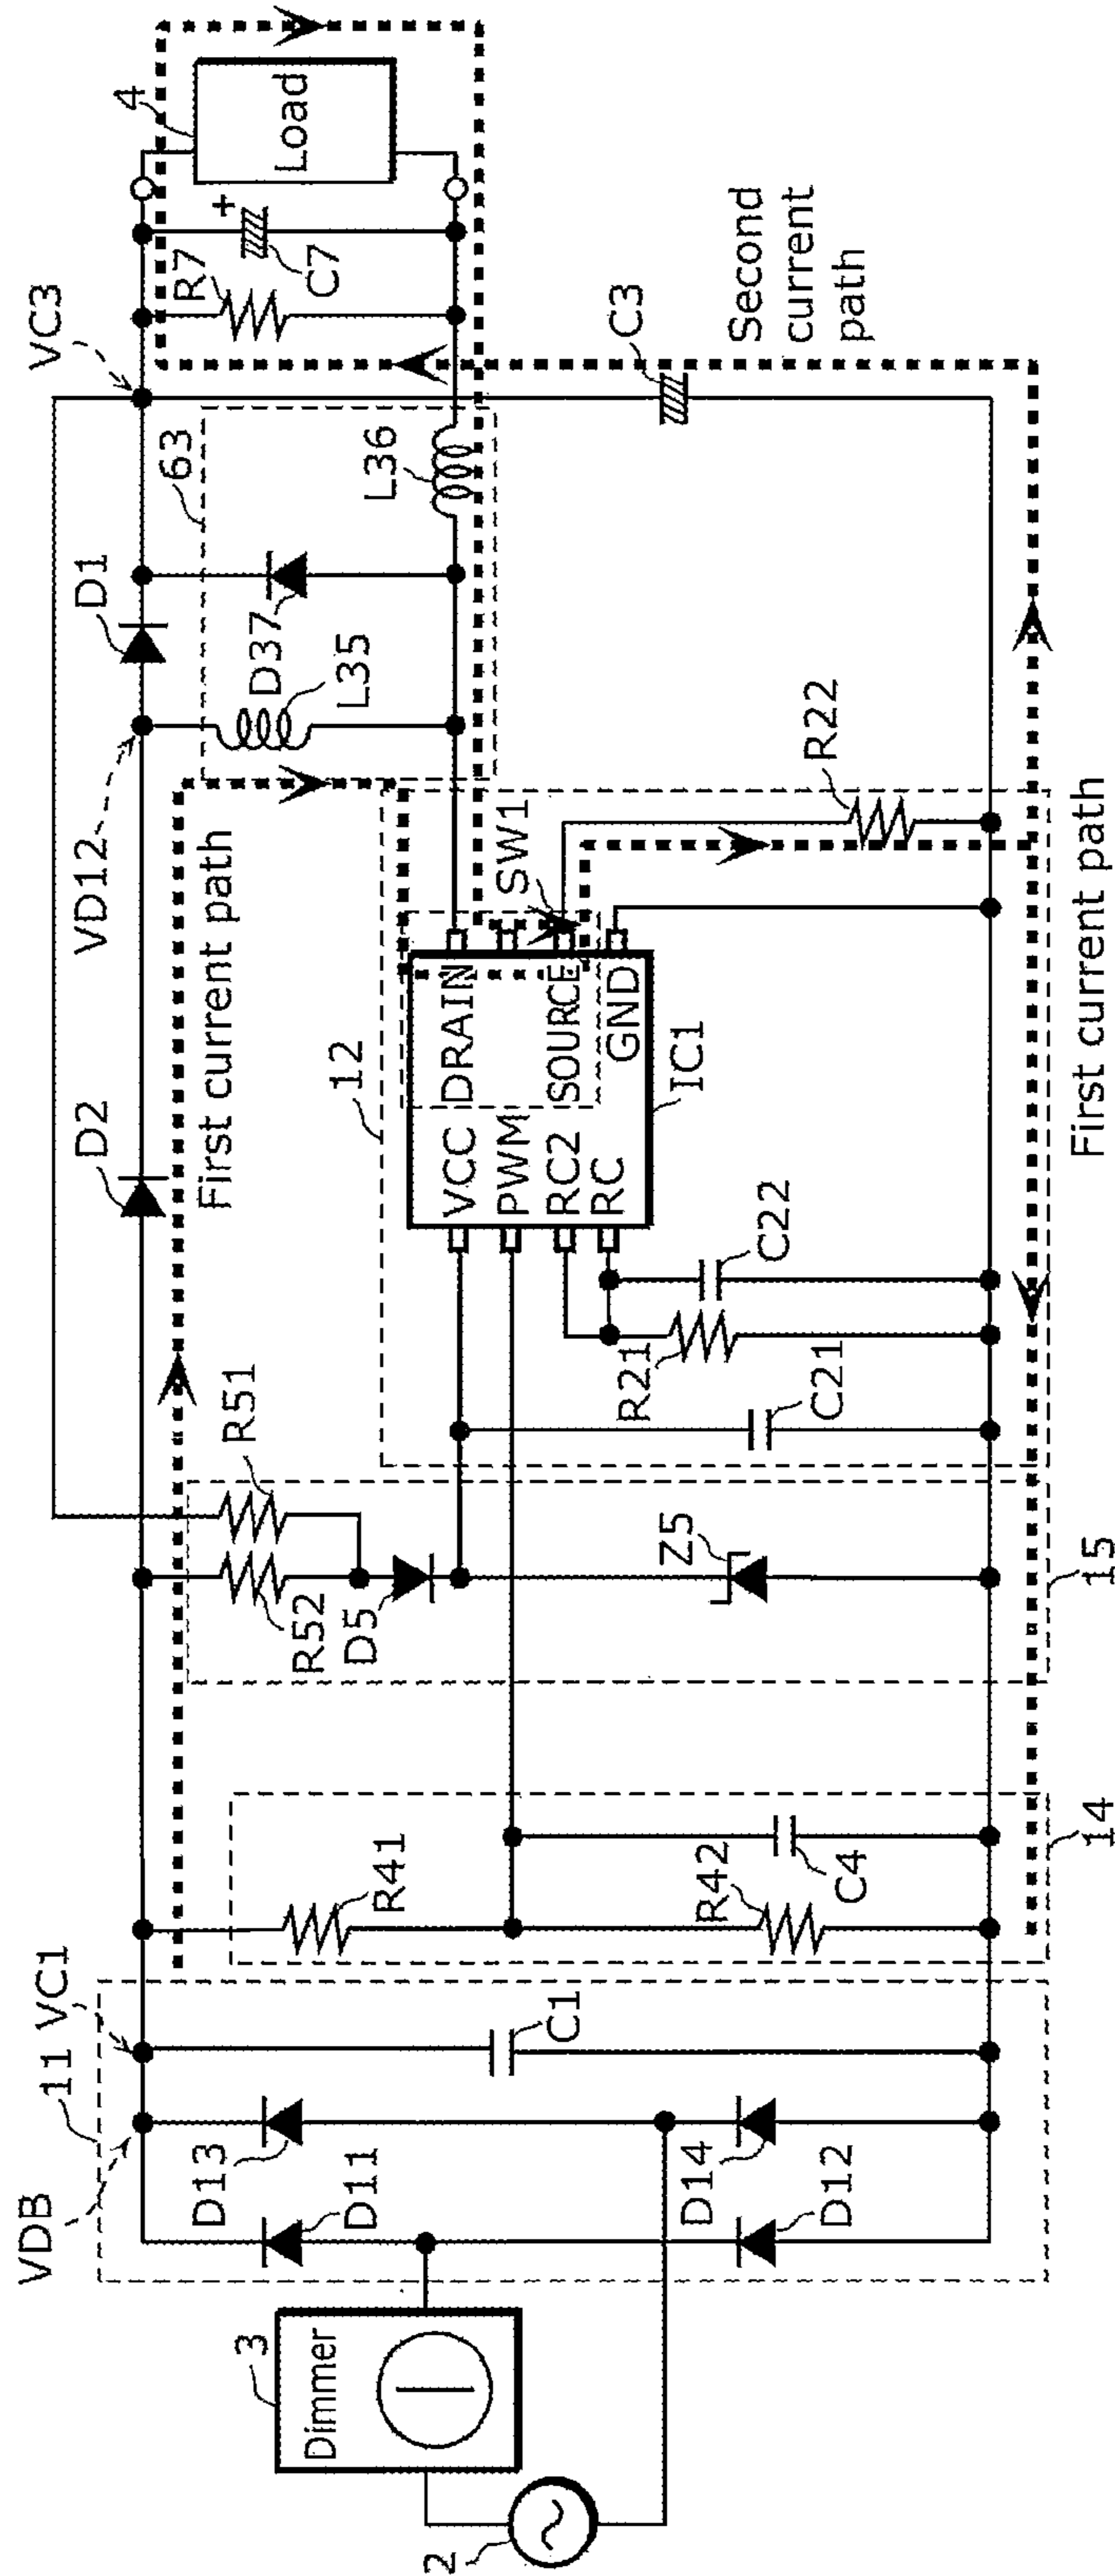 VDB
11
VC1
D2
VD12
D1
VC3
63
4
Load
R7
+
C7
First current path
D37
L35
L36
3
Dimmer
2
D13
D11
D14
D12
C1
R41
R42
C4
14
R52
R51
D5
Z5
15
12
VCC
DRAIN
PWM
RC2
SOURCE
RC
GND
IC1
SW1
R21
C22
C21
R22
C3
Second
current
path
First current path